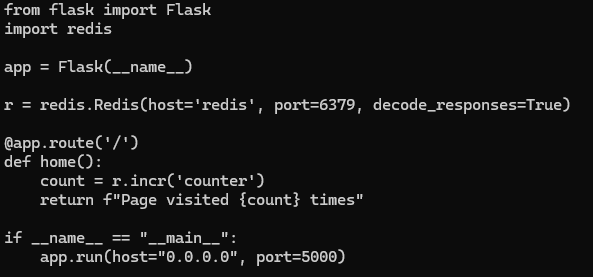 from flask import Flask
import redis

app = Flask(__name__)

r = redis.Redis(host='redis', port=6379, decode_responses=True)

@app.route('/')
def home():
    count = r.incr('counter')
    return f"Page visited {count} times"

if __name__ == "__main__":
    app.run(host="0.0.0.0", port=5000)